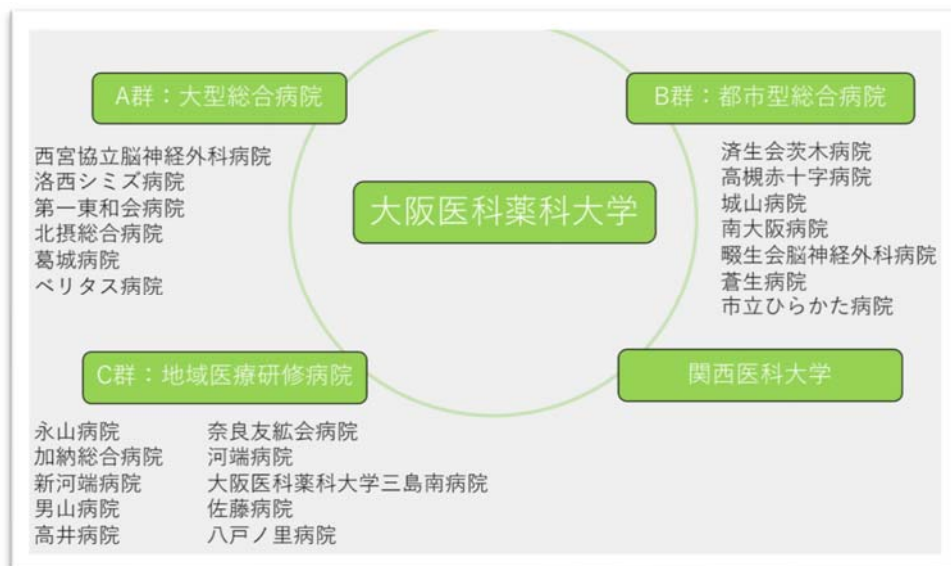 A群：大型総合病院
西宮協立脳神経外科病院
洛西シミズ病院
第一東和会病院
北摂総合病院
葛城病院
ベリタス病院
大阪医科薬科大学
B群：都市型総合病院
済生会茨木病院
高槻赤十字病院
城山病院
南大阪病院
畷生会脳神経外科病院
蒼生病院
市立ひらかた病院
C群：地域医療研修病院
永山病院
加納総合病院
新河端病院
男山病院
高井病院
奈良友紘会病院
河端病院
大阪医科薬科大学三島南病院
佐藤病院
八戸ノ里病院
関西医科大学